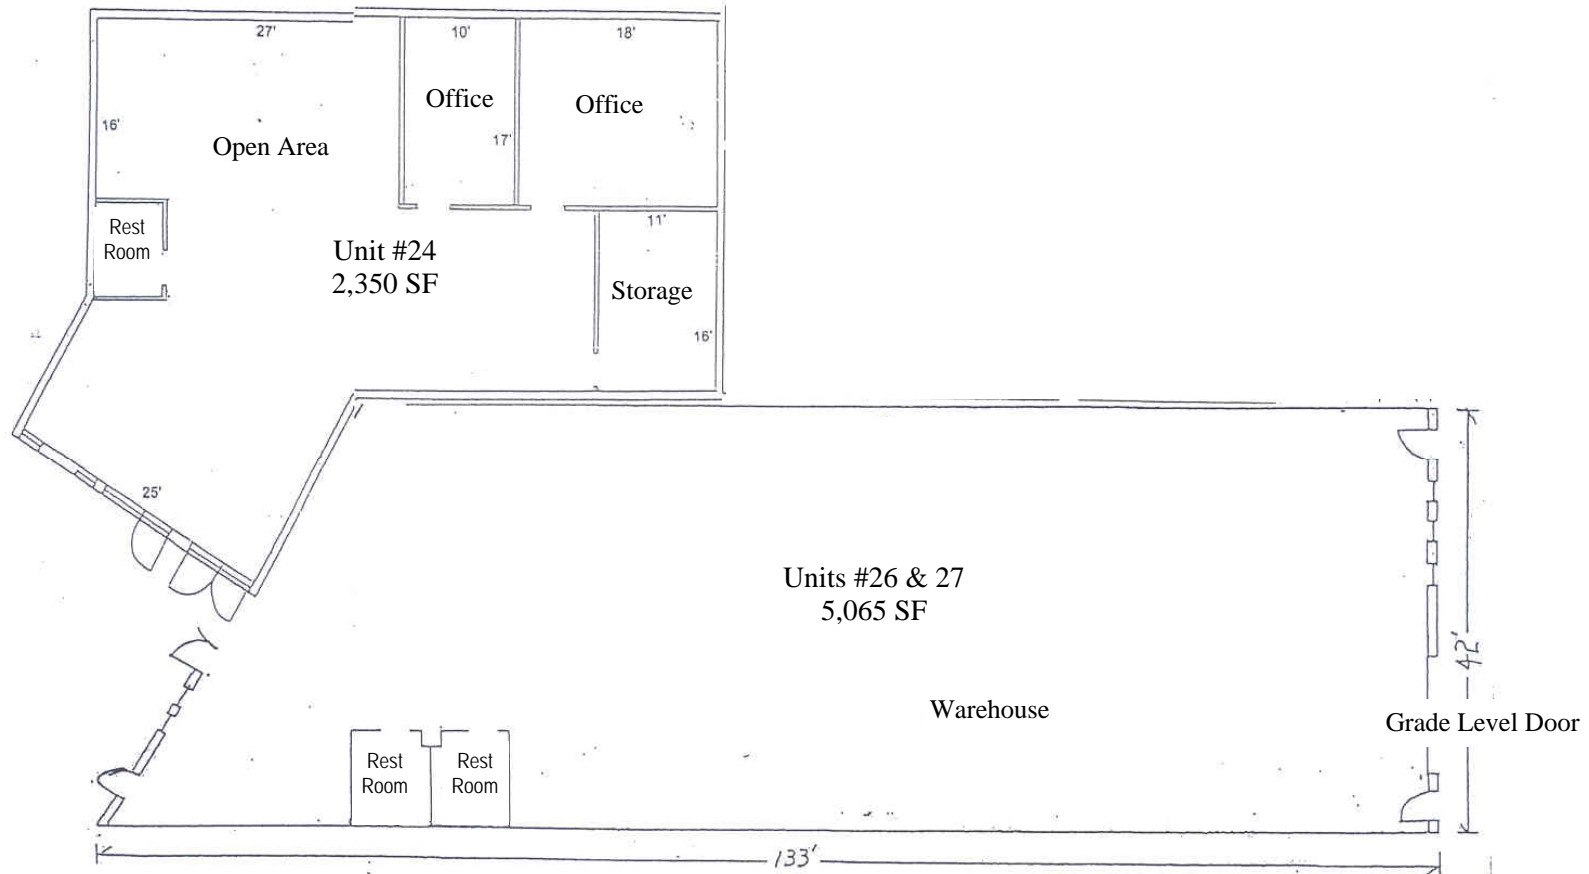 27'
10'
18'
Office
Office
16'
17'
Open Area
Rest
Room
11'
Unit #24
2,350 SF
Storage
16'
25'
Units #26 & 27
5,065 SF
42'
Warehouse
Grade Level Door
Rest
Room
Rest
Room
133'